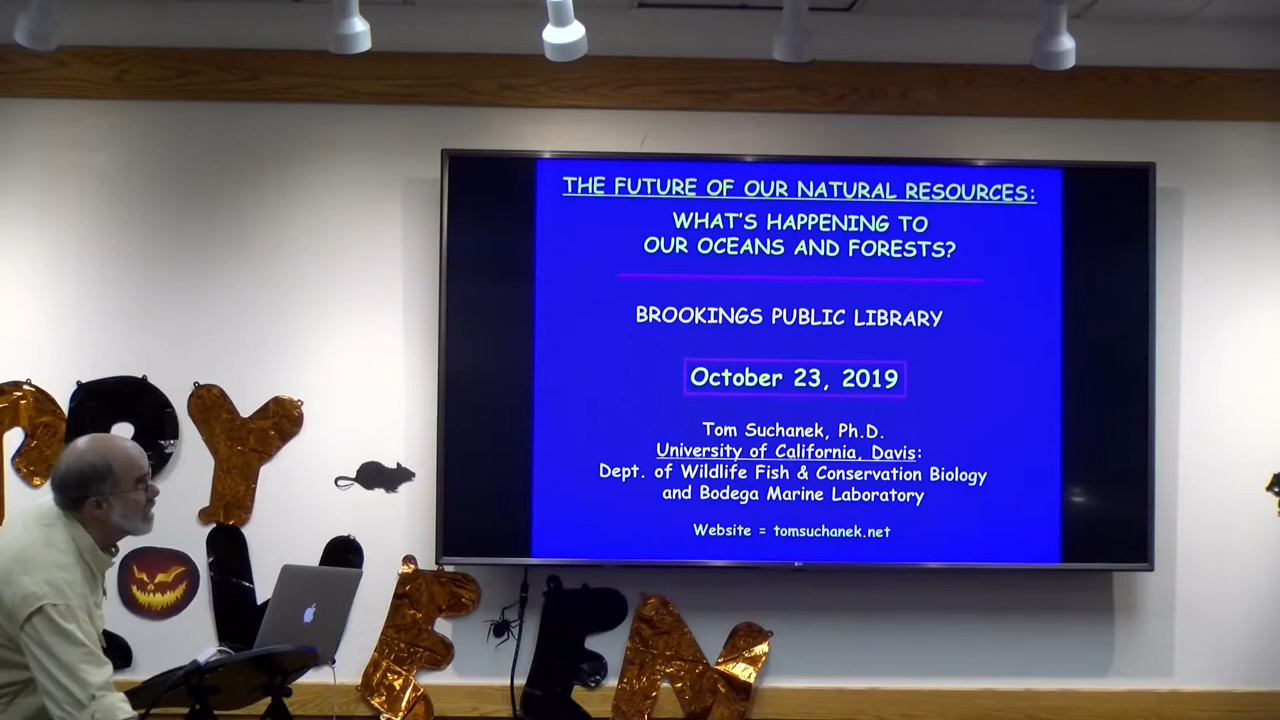 THE FUTURE OF OUR NATURAL RESOURCES:
WHAT'S HAPPENING TO
OUR OCEANS AND FORESTS?
BROOKINGS PUBLIC LIBRARY
October 23, 2019
Tom Suchanek, Ph.D.
University of California, Davis:
Dept. of Wildlife Fish & Conservation Biology
and Bodega Marine Laboratory
Website = tomsuchanek.net